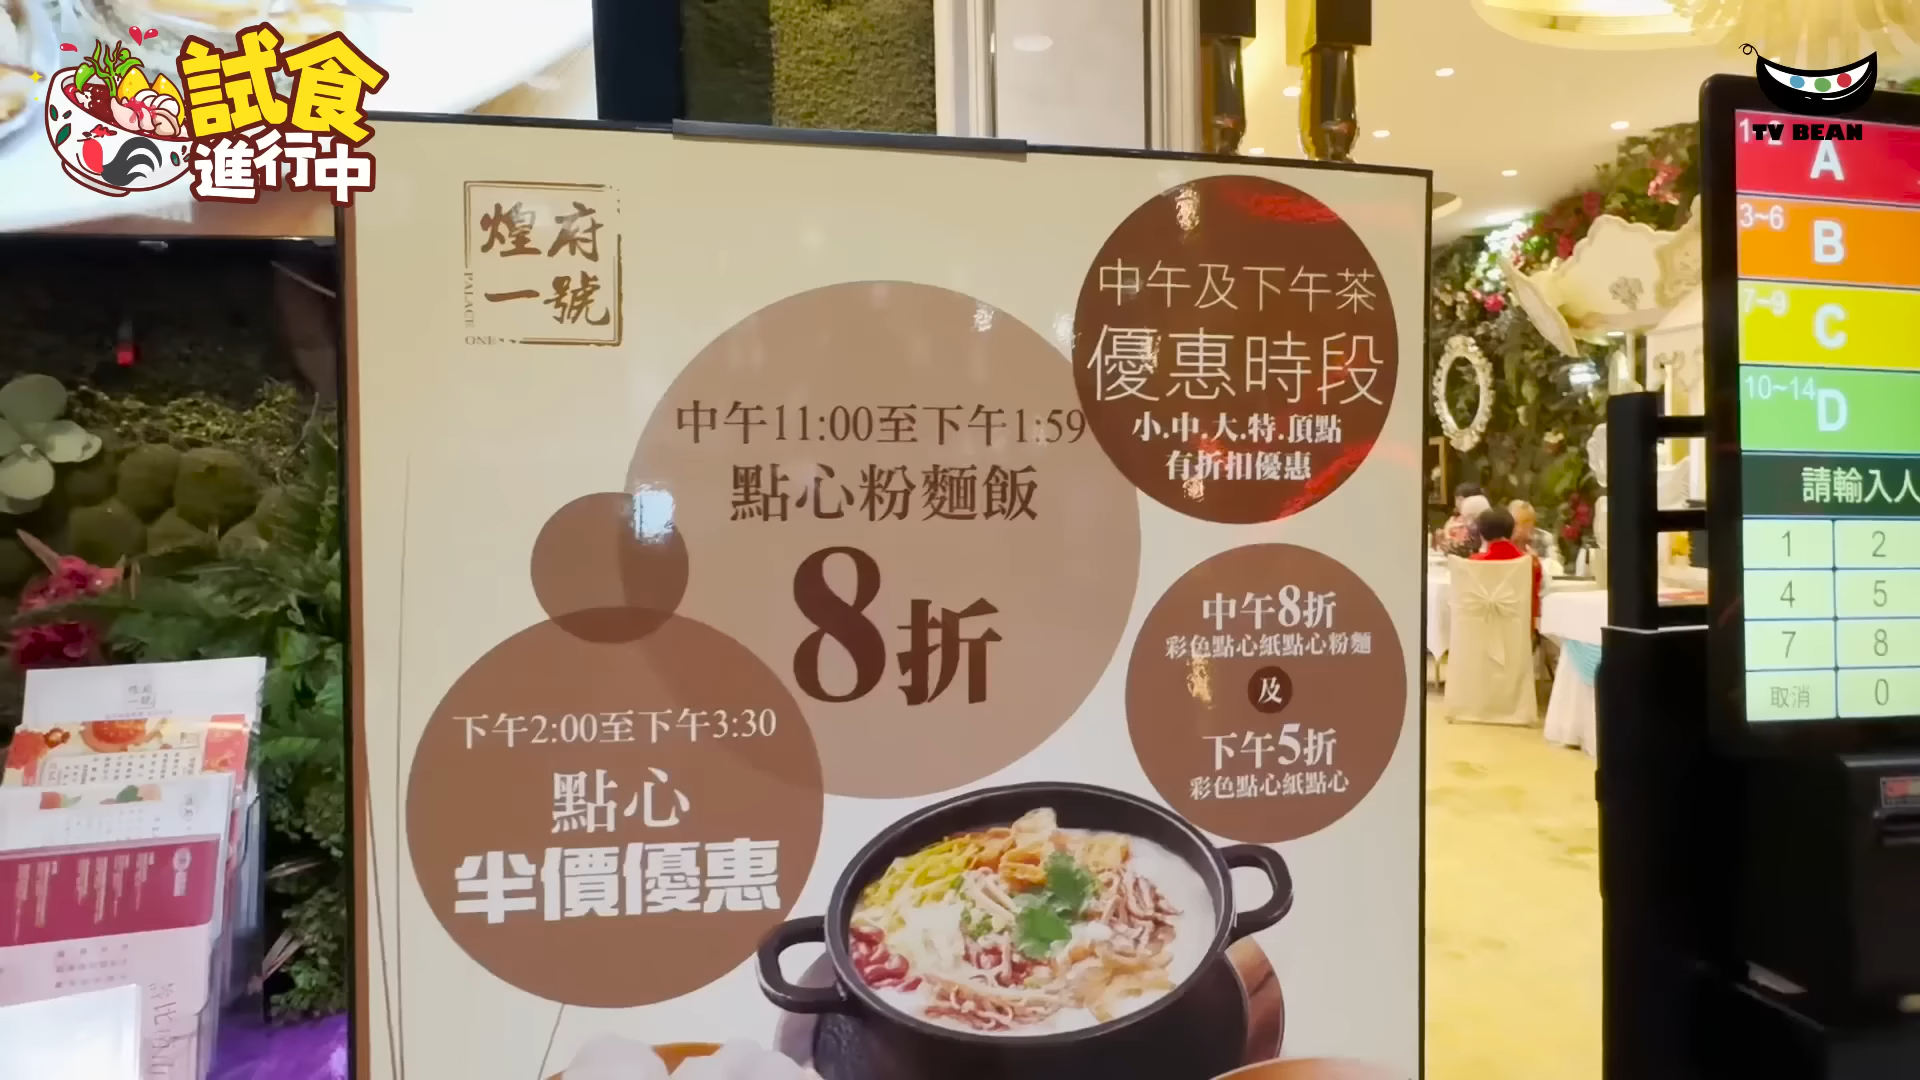 試食
進行中
TV BEAN
煌府
一號
PALACE
ONE
中午及下午茶
優惠時段
小.中.大.特.頂點
有折扣優惠
中午11:00至下午1:59
點心粉麵飯
8折
中午8折
彩色點心紙點心粉麵
及
下午5折
彩色點心紙點心
下午2:00至下午3:30
點心
半價優惠
1~2 A
3~6 B
7~9 C
10~14 D
請輸入人
1 2
4 5
7 8
取消 0